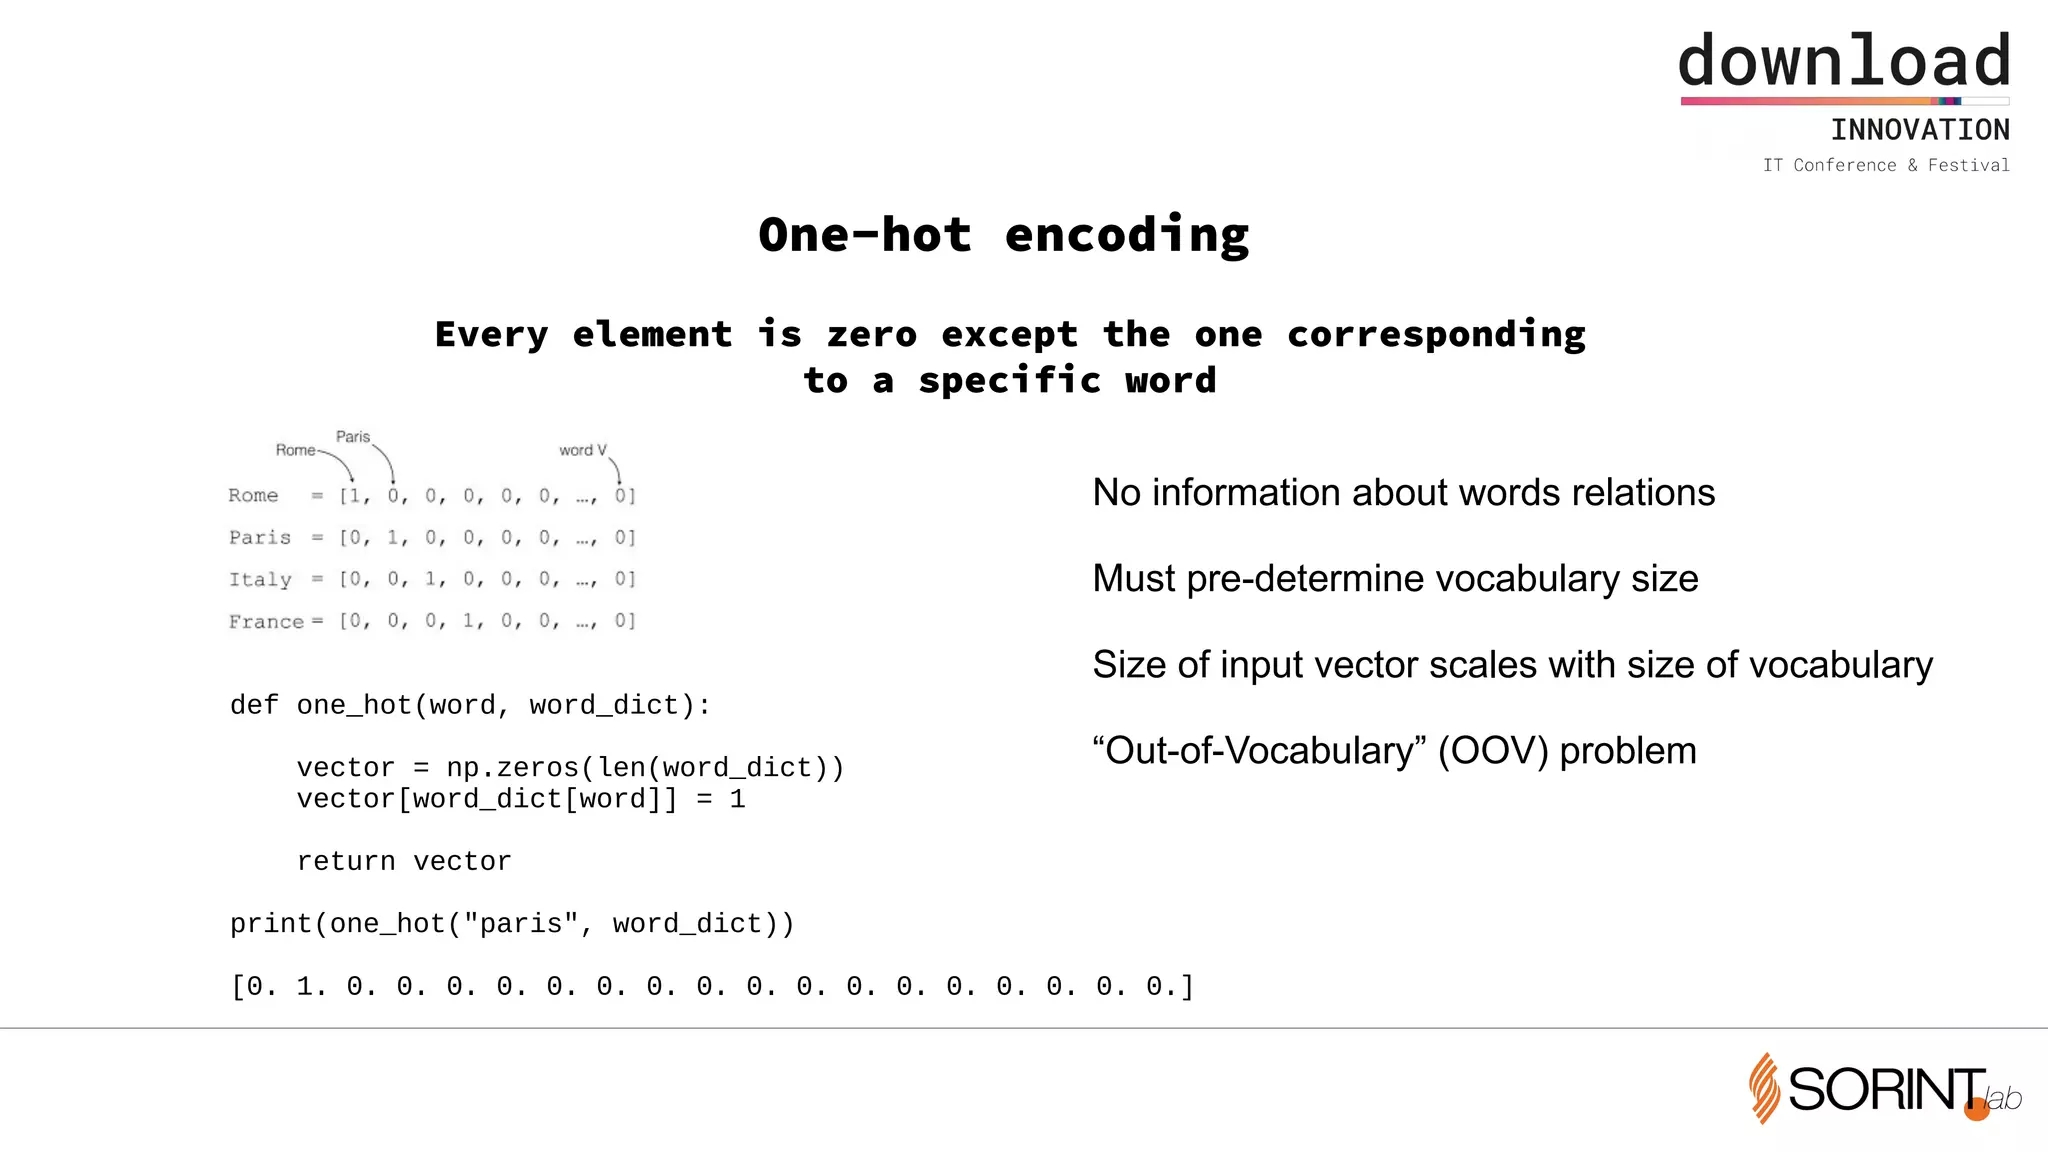 download
INNOVATION
IT Conference & Festival
One-hot encoding
Every element is zero except the one corresponding
to a specific word
Paris
Rome
word V
Rome = [1, 0, 0, 0, 0, 0, …, 0]
Paris = [0, 1, 0, 0, 0, 0, …, 0]
Italy = [0, 0, 1, 0, 0, 0, …, 0]
France = [0, 0, 0, 1, 0, 0, …, 0]
def one_hot(word, word_dict):
    vector = np.zeros(len(word_dict))
    vector[word_dict[word]] = 1
    return vector
print(one_hot("paris", word_dict))
[0. 1. 0. 0. 0. 0. 0. 0. 0. 0. 0. 0. 0. 0. 0. 0. 0. 0. 0.]
No information about words relations
Must pre-determine vocabulary size
Size of input vector scales with size of vocabulary
“Out-of-Vocabulary” (OOV) problem
SORINT.lab